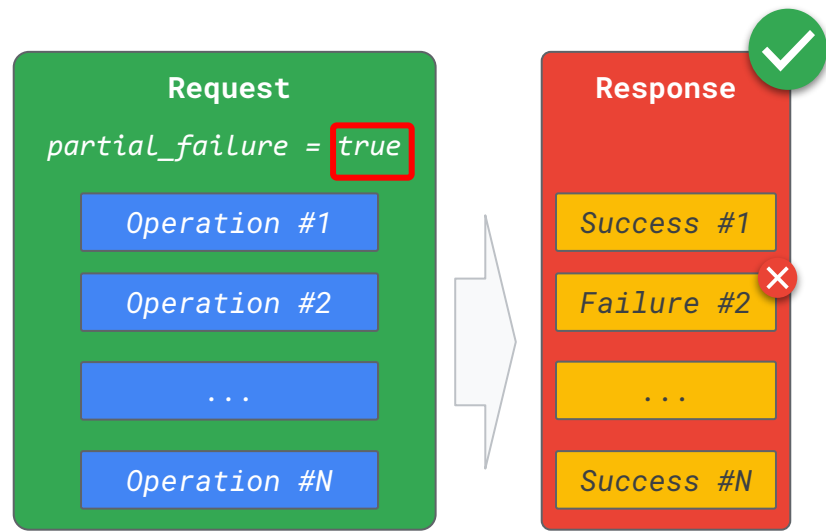 Request
partial_failure = true
Operation #1
Operation #2
...
Operation #N
Response
Success #1
Failure #2
...
Success #N